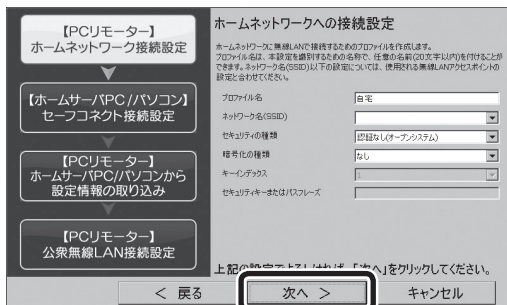 【PCリモーター】
ホームネットワーク接続設定
【ホームサーバPC/パソコン】
セーフコネクト接続設定
【PCリモーター】
ホームサーバPC/パソコンから
設定情報の取り込み
【PCリモーター】
公衆無線LAN接続設定
ホームネットワークへの接続設定
ホームネットワークに無線LANで接続するためのプロファイルを作成します。
プロファイル名は、本設定を識別するための名称で、任意の名前(20文字以内)を付けることが
できます。ネットワーク名(SSID)以下の設定については、使用される無線LANアクセスポイントの
設定と合わせてください。
プロファイル名 自宅
ネットワーク名(SSID)
セキュリティの種類 認証なし(オープンシステム)
暗号化の種類 なし
キーインデックス 1
セキュリティキーまたはパスフレーズ
上記の設定でよろしければ、「次へ」をクリックしてください。
< 戻る 次へ > キャンセル